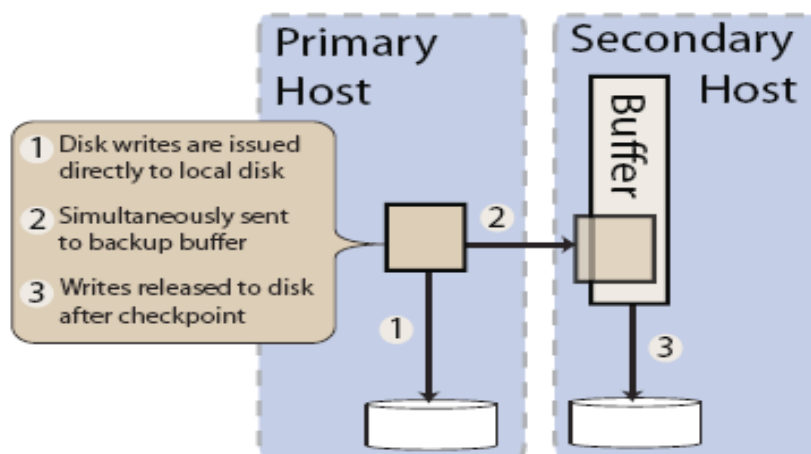 Primary
Host
Secondary
Host
Buffer
1 Disk writes are issued
directly to local disk
2 Simultaneously sent
to backup buffer
3 Writes released to disk
after checkpoint
2
1
3